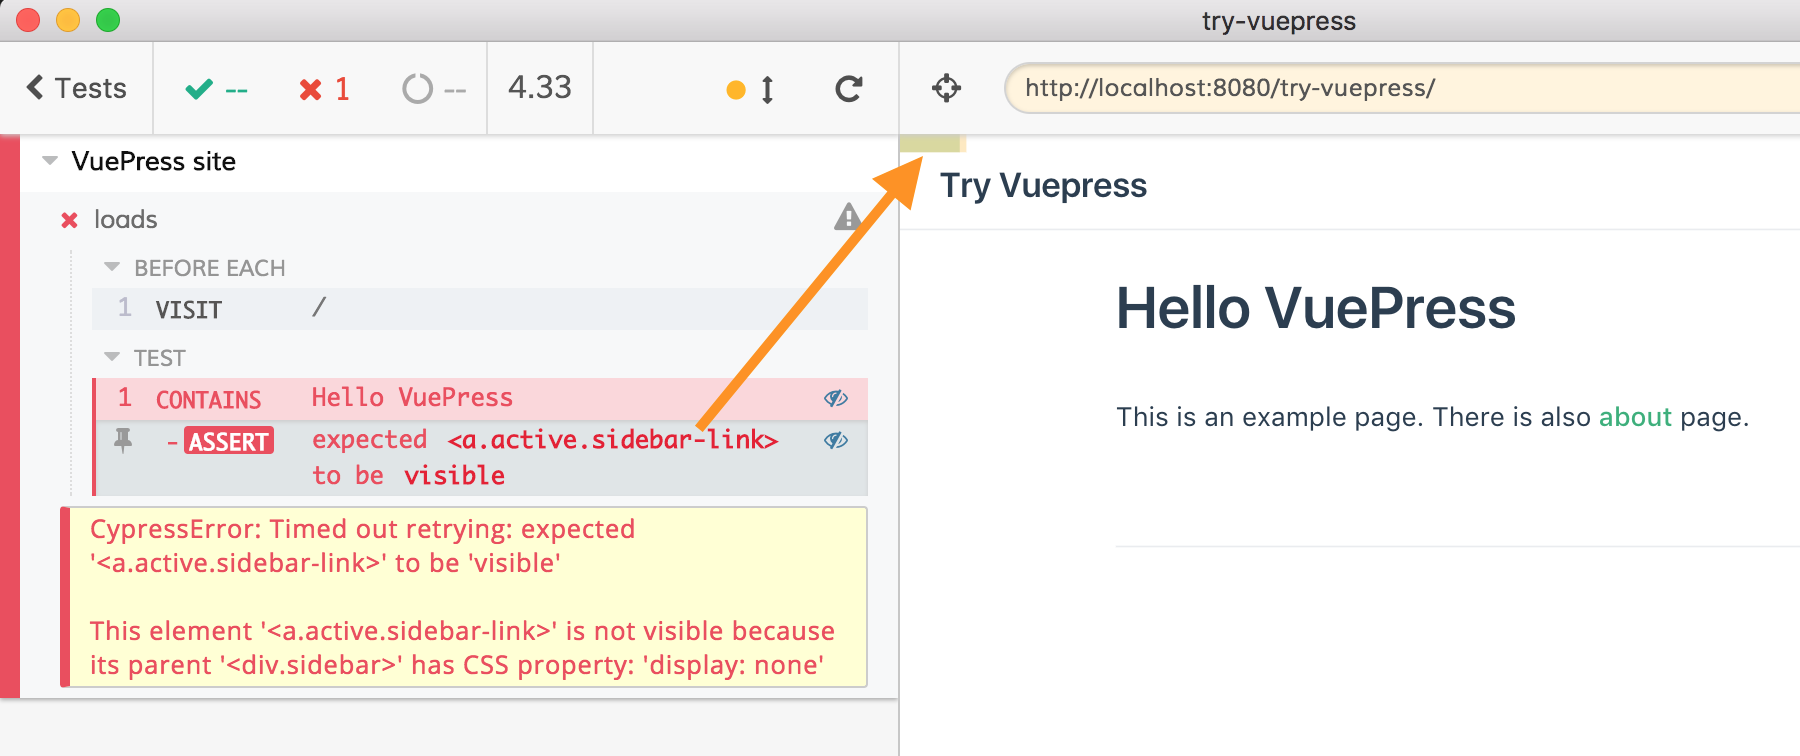 try-vuepress
Tests
--
1
--
4.33
http://localhost:8080/try-vuepress/
VuePress site
loads
BEFORE EACH
1 VISIT /
TEST
1 CONTAINS Hello VuePress
- ASSERT expected <a.active.sidebar-link>
to be visible
CypressError: Timed out retrying: expected
'<a.active.sidebar-link>' to be 'visible'
This element '<a.active.sidebar-link>' is not visible because
its parent '<div.sidebar>' has CSS property: 'display: none'
Try Vuepress
Hello VuePress
This is an example page. There is also about page.